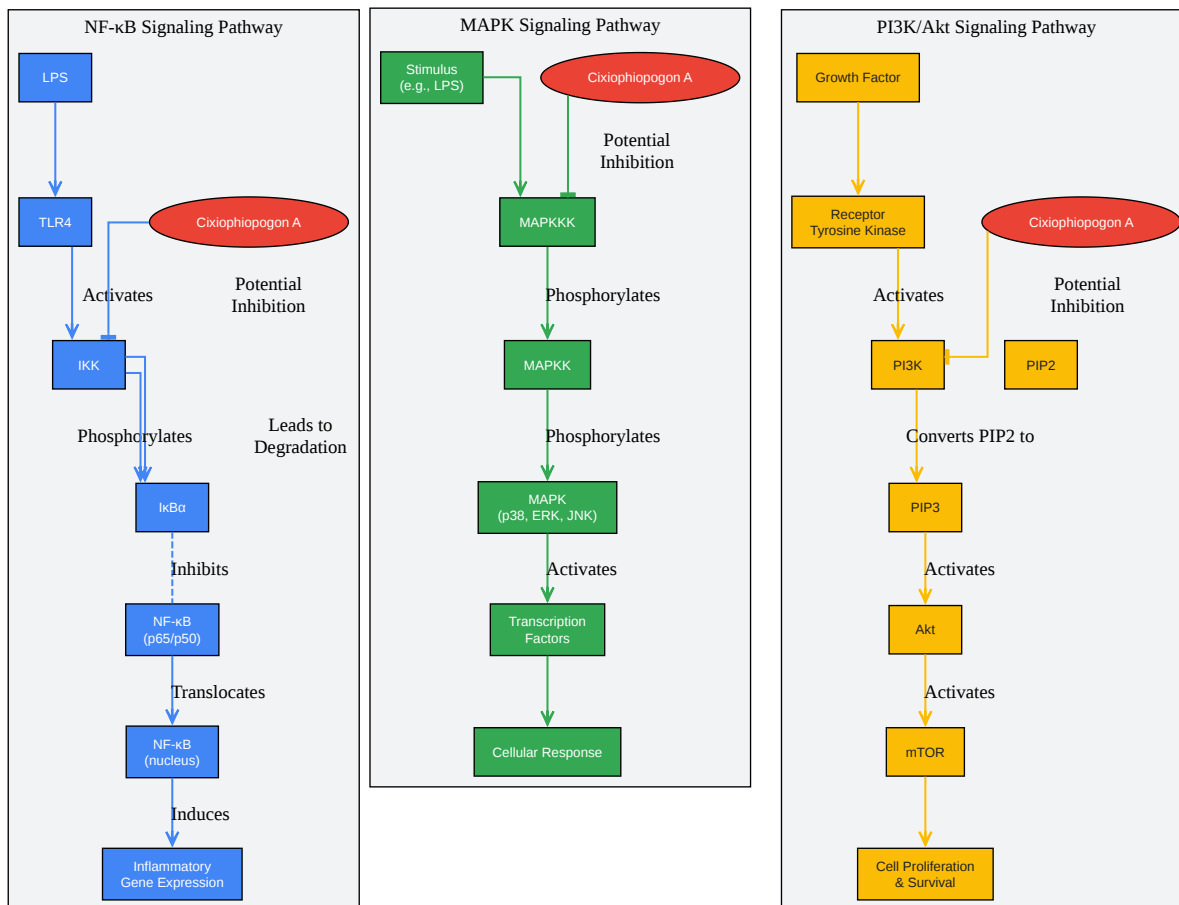 NF-κB Signaling Pathway
LPS
TLR4
Cixiophiopogon A
Activates
Potential
Inhibition
IKK
Phosphorylates
Leads to
Degradation
IκBα
Inhibits
NF-κB
(p65/p50)
Translocates
NF-κB
(nucleus)
Induces
Inflammatory
Gene Expression
MAPK Signaling Pathway
Stimulus
(e.g., LPS)
Cixiophiopogon A
Potential
Inhibition
MAPKKK
Phosphorylates
MAPKK
Phosphorylates
MAPK
(p38, ERK, JNK)
Activates
Transcription
Factors
Cellular Response
PI3K/Akt Signaling Pathway
Growth Factor
Receptor
Tyrosine Kinase
Cixiophiopogon A
Activates
Potential
Inhibition
PI3K
PIP2
Converts PIP2 to
PIP3
Activates
Akt
Activates
mTOR
Cell Proliferation
& Survival